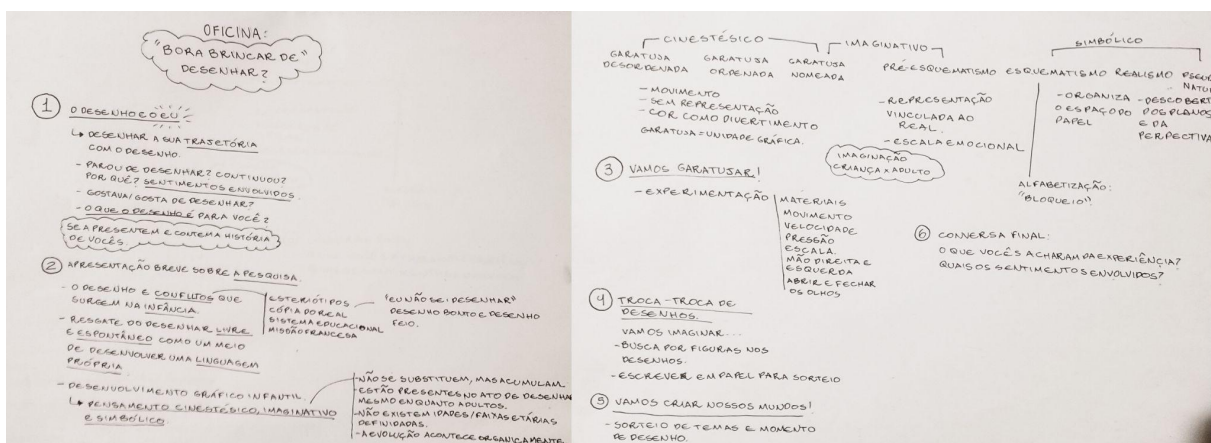 OFICINA:
"BORA BRINCAR DE"
DESENHAR?
1 O DESENHO E O EU
↳ DESENHAR A SUA TRAJETÓRIA
COM O DESENHO.
- PAROU DE DESENHAR? CONTINUOU?
POR QUÊ? SENTIMENTOS ENVOLVIDOS.
- GOSTAVA/GOSTA DE DESENHAR?
- O QUE O DESENHO É PARA VOCÊ?
SE APRESENTEM E CONTEM A HISTÓRIA
DE VOCÊS.
2 APRESENTAÇÃO BREVE SOBRE A PESQUISA.
- O DESENHO E CONFLITOS QUE
SURGEM NA INFÂNCIA.
ESTERIÓTIPOS
CÓPIA DO REAL
SISTEMA EDUCACIONAL
MISSÃO FRANCESA
- "EU NÃO SEI DESENHAR"
DESENHO BONITO E DESENHO
FEIO.
- RESGATE DO DESENHAR LIVRE
E ESPONTÂNEO COMO UM MEIO
DE DESENVOLVER UMA LINGUAGEM
PRÓPRIA.
- DESENVOLVIMENTO GRÁFICO INFANTIL.
↳ PENSAMENTO CINESTÉSICO, IMAGINATIVO
E SIMBÓLICO.
- NÃO SE SUBSTITUEM, MAS ACUMULAM.
- ESTÃO PRESENTES NO ATO DE DESENHA
MESMO ENQUANTO ADULTOS.
- NÃO EXISTEM IDADES/FAIXAS ETÁRIAS
DEFINIDADAS.
- A EVOLUÇÃO ACONTECE ORGANICAMENTE
CINESTÉSICO
GARATUJA DESORDENADA
GARATUJA ORDENADA
GARATUJA NOMEADA
- MOVIMENTO
- SEM REPRESENTAÇÃO
- COR COMO DIVERTIMENTO
GARATUJA = UNIDADE GRÁFICA.
IMAGINATIVO
PRÉ-ESQUEMATISMO
- REPRESENTAÇÃO
VINCULADA AO
REAL.
- ESCALA EMOCIONAL
IMAGINAÇÃO
CRIANÇA X ADULTO
SIMBÓLICO
ESQUEMATISMO REALISMO PSEUD
NATU
- ORGANIZA
O ESPAÇO DO
PAPEL
- DESCOBERT
DOS PLANOS
E DA
PERPECTIVA
ALFABETIZAÇÃO:
"BLOQUEIO".
3 VAMOS GARATUJAR!
- EXPERIMENTAÇÃO
MATERIAIS
MOVIMENTO
VELOCIDADE
PRESSÃO
ESCALA
MÃO DIREITA E
ESQUERDA
ABRIR E FECHAR
OS OLHOS
4 TROCA-TROCA DE
DESENHOS.
VAMOS IMAGINAR...
- BUSCA POR FIGURAS NOS
DESENHOS.
- ESCREVER EM PAPEL PARA SORTEIO
5 VAMOS CRIAR NOSSOS MUNDOS!
- SORTEIO DE TEMAS E MOMENTO
DE DESENHO.
6 CONVERSA FINAL:
O QUE VOCÊS ACHARAM DA EXPERIÊNÇIA?
QUAIS OS SENTIMENTOS ENVOLVIDOS?